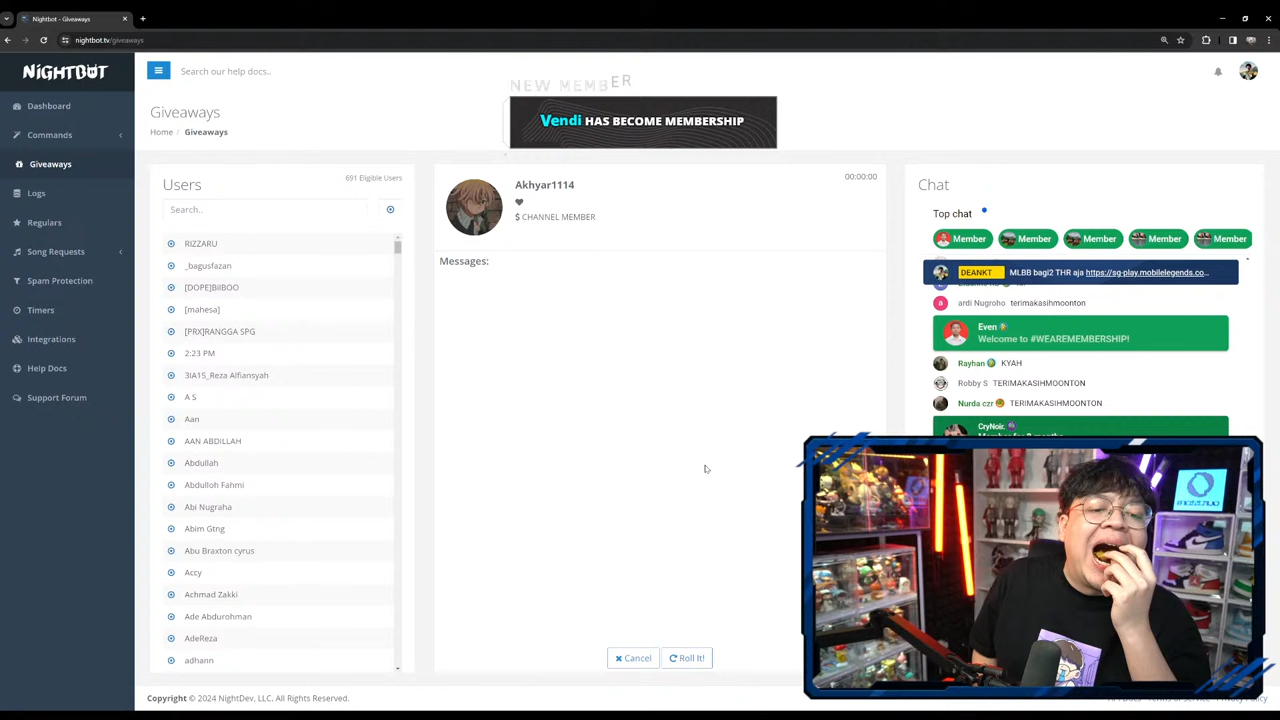 Nightbot - Giveaways
nightbot.tv/giveaways
NIGHTBOT
Search our help docs..
NEW MEMBER
Vendi HAS BECOME MEMBERSHIP
Dashboard
Commands
Giveaways
Logs
Regulars
Song Requests
Spam Protection
Timers
Integrations
Help Docs
Support Forum
Giveaways
Home / Giveaways
Users
691 Eligible Users
Search..
RIZZARU
_bagusfazan
[DOPE]BilBOO
[mahesa]
[PRX]RANGGA SPG
2:23 PM
3IA15_Reza Alfiansyah
A S
Aan
AAN ABDILLAH
Abdullah
Abdulloh Fahmi
Abi Nugraha
Abim Gtng
Abu Braxton cyrus
Accy
Achmad Zakki
Ade Abdurohman
AdeReza
adhann
Akhyar1114
00:00:00
$ CHANNEL MEMBER
Messages:
Cancel
Roll It!
Chat
Top chat
Member Member Member Member Member
DEANKT MLBB bagi2 THR aja https://sg-play.mobilelegends.co...
ardi Nugroho terimakasihmoonton
Even
Welcome to #WEAREMEMBERSHIP!
Rayhan KYAH
Robby S TERIMAKASIHMOONTON
Nurda czr TERIMAKASIHMOONTON
CryNoir.
Copyright © 2024 NightDev, LLC. All Rights Reserved.